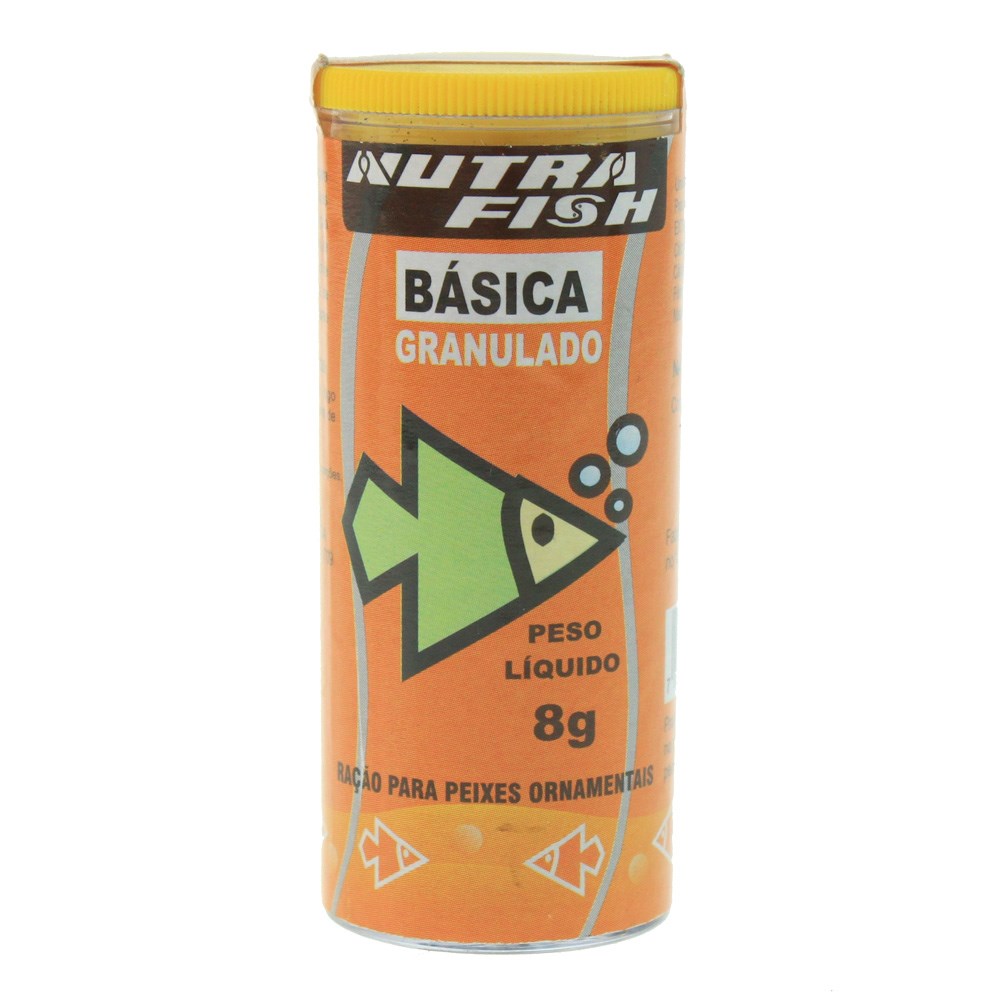 NUTRA
FISH
BÁSICA
GRANULADO
PESO
LÍQUIDO
8g
RAÇÃO PARA PEIXES ORNAMENTAIS